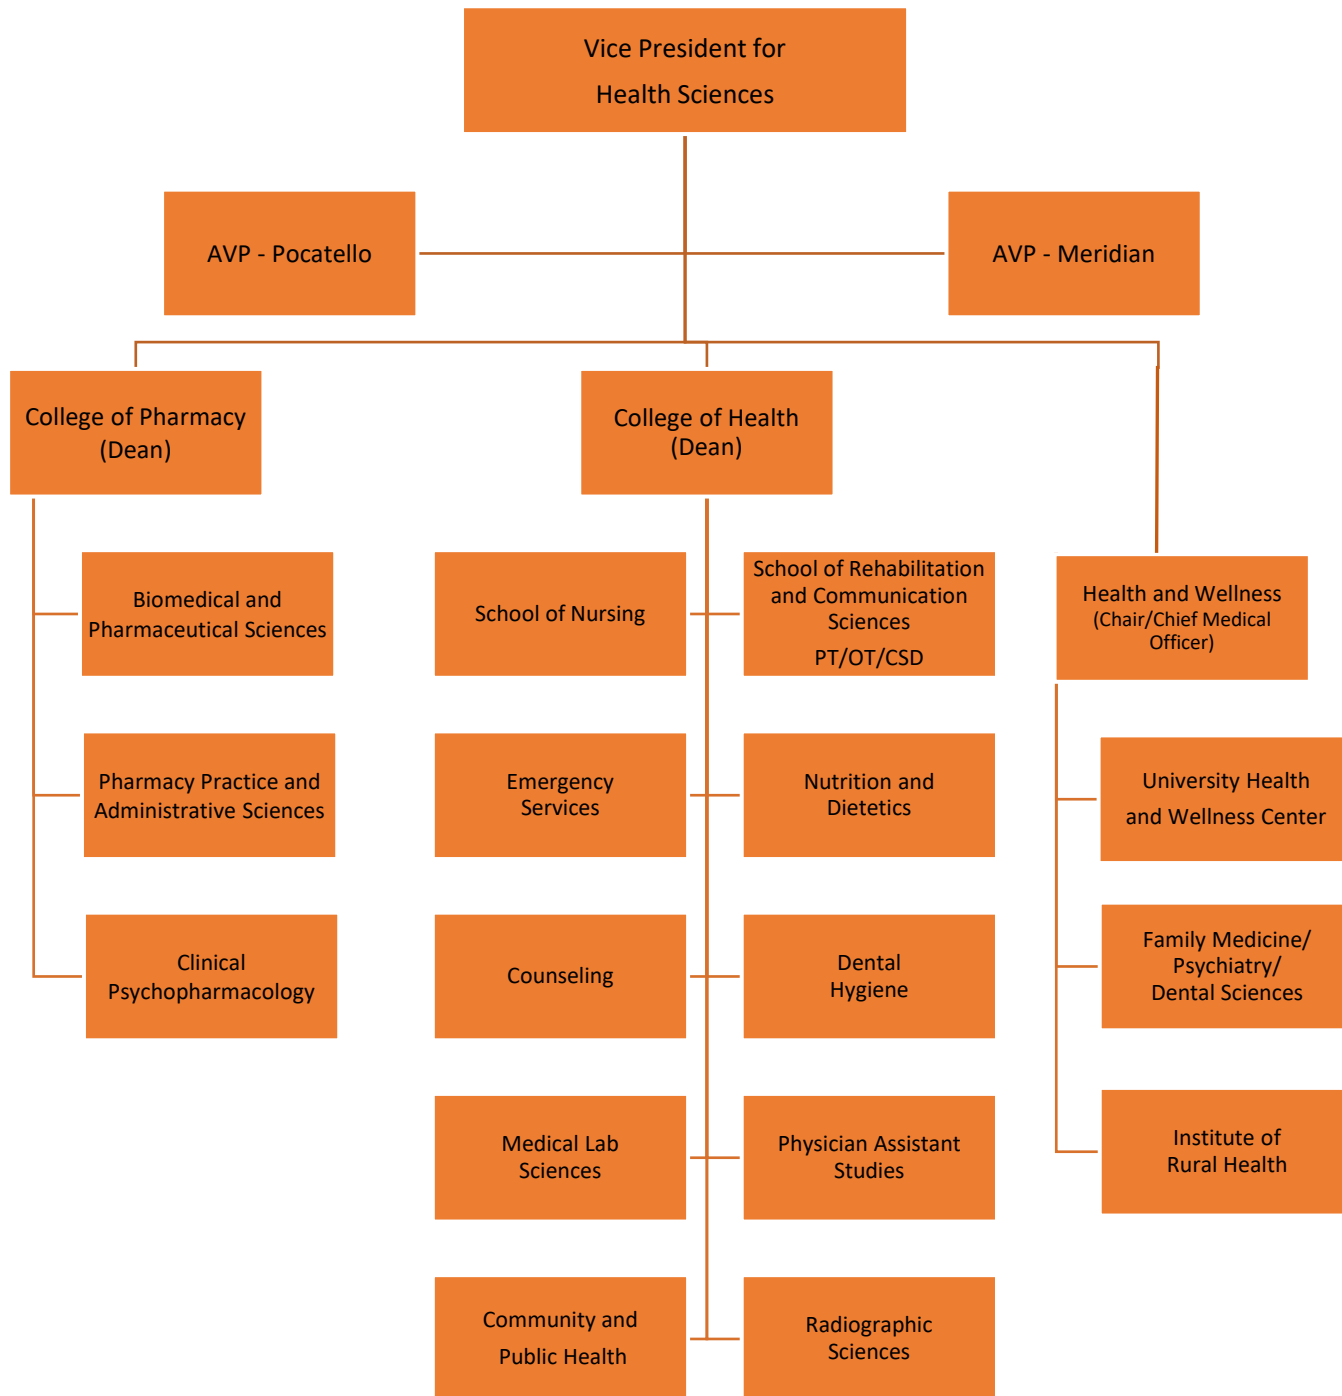 Vice President for
Health Sciences
AVP - Pocatello
AVP - Meridian
College of Pharmacy
(Dean)
College of Health
(Dean)
Biomedical and
Pharmaceutical Sciences
School of Nursing
School of Rehabilitation
and Communication
Sciences
PT/OT/CSD
Health and Wellness
(Chair/Chief Medical
Officer)
Pharmacy Practice and
Administrative Sciences
Emergency
Services
Nutrition and
Dietetics
University Health
and Wellness Center
Clinical
Psychopharmacology
Counseling
Dental
Hygiene
Family Medicine/
Psychiatry/
Dental Sciences
Medical Lab
Sciences
Physician Assistant
Studies
Institute of
Rural Health
Community and
Public Health
Radiographic
Sciences